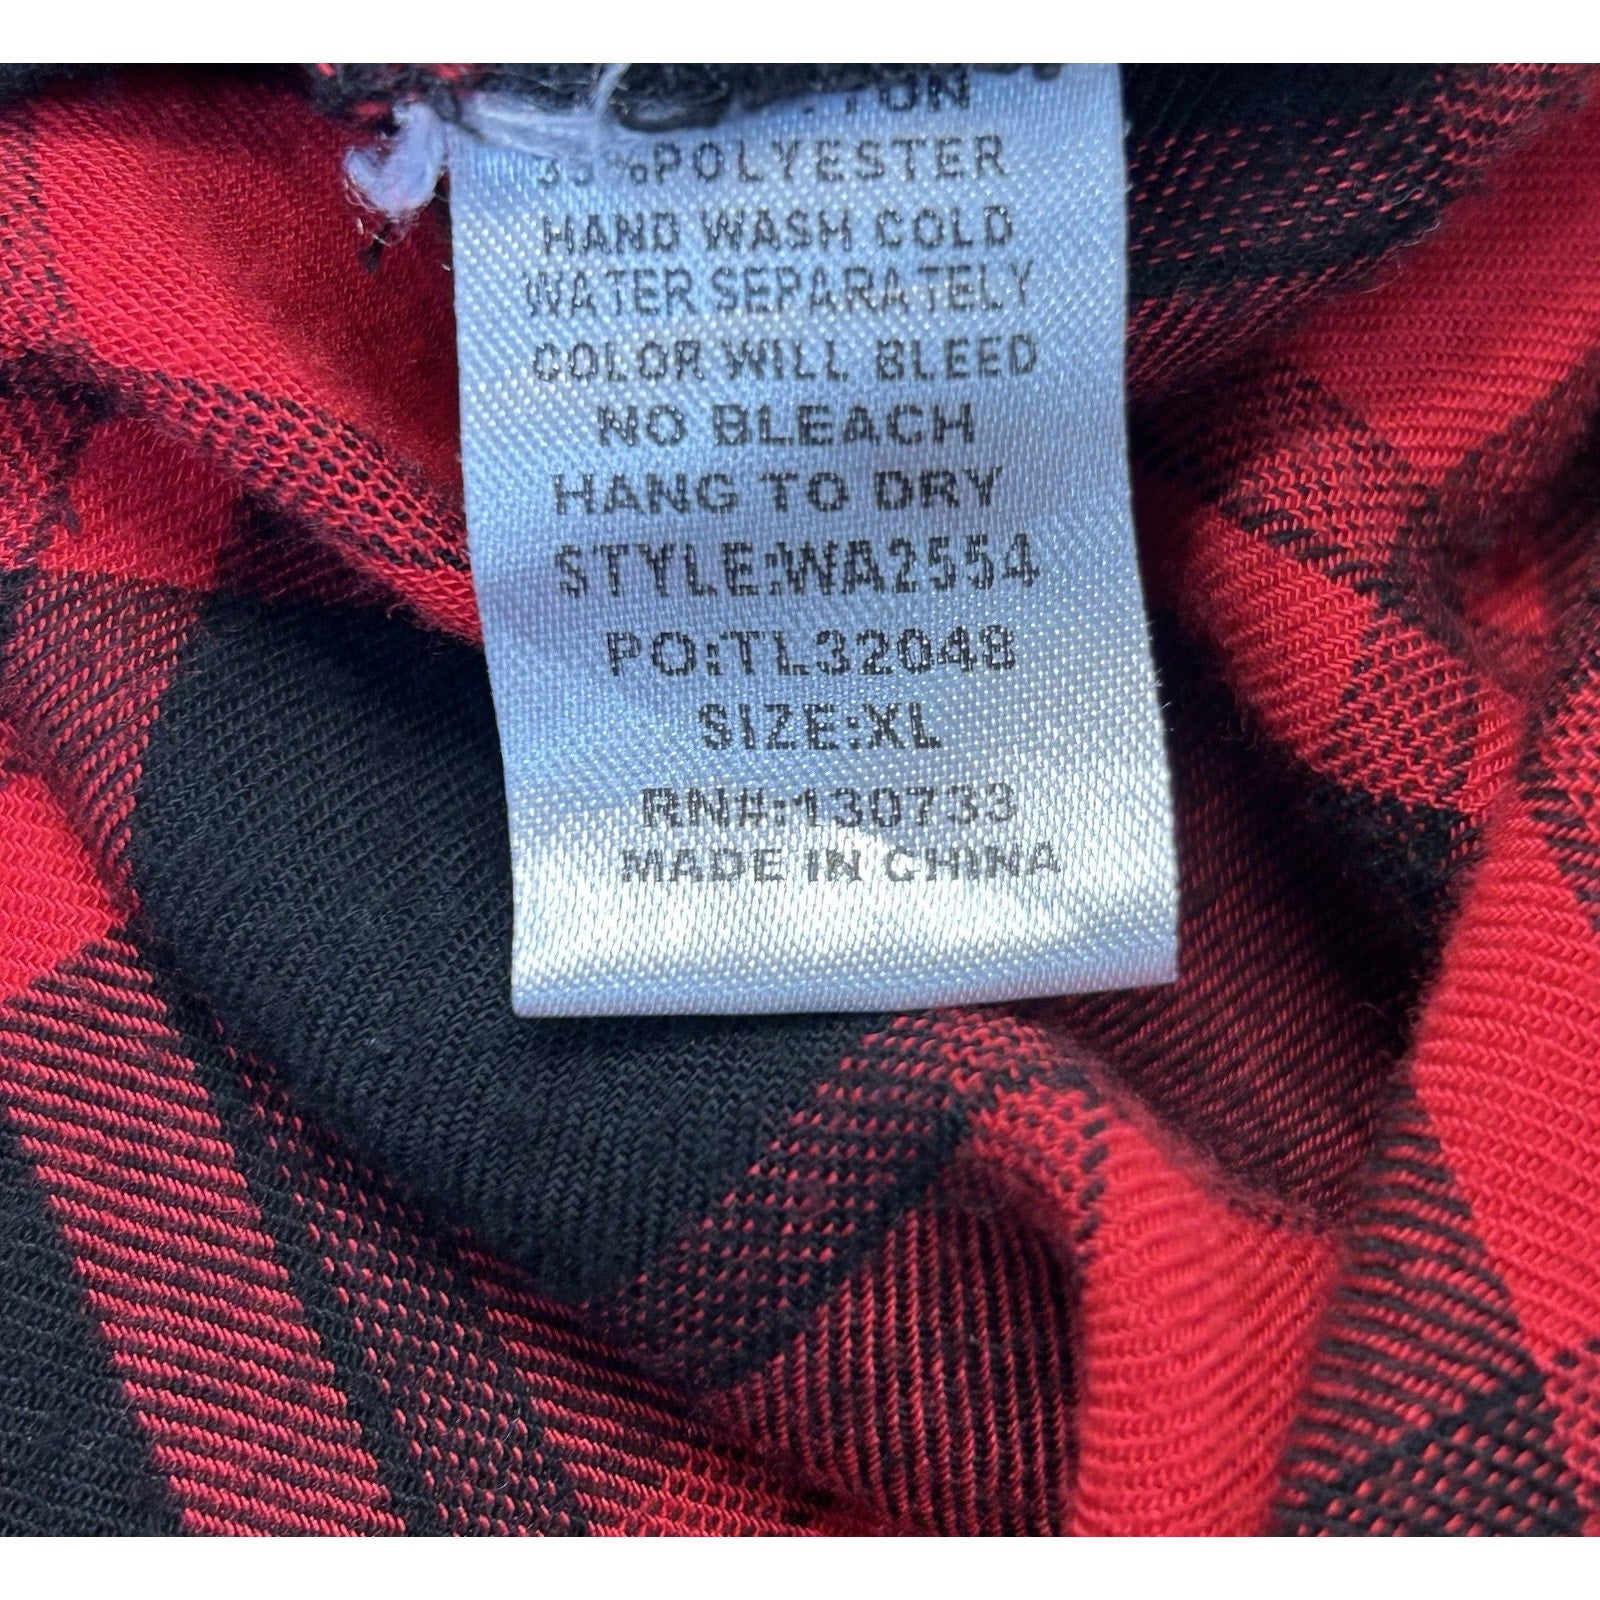 %POLYESTER
HAND WASH COLD
WATER SEPARATELY
COLOR WILL BLEED
NO BLEACH
HANG TO DRY
STYLE:WA2554
PO:TL32048
SIZE:XL
RN#:130733
MADE IN CHINA